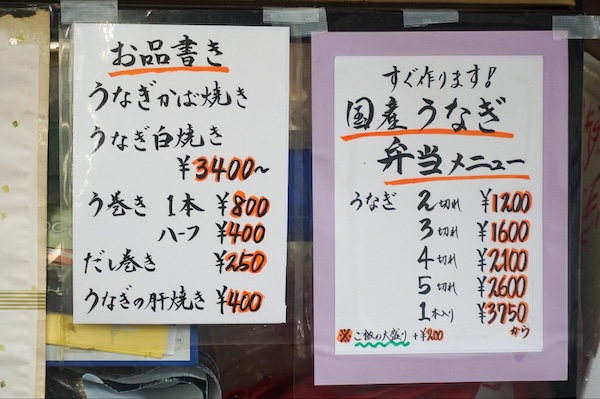 お品書き
うなぎかば焼き
うなぎ白焼き
¥3400~
う巻き 1本 ¥800
ハーフ ¥400
だし巻き ¥250
うなぎの肝焼き ¥400
すぐ作ります!
国産うなぎ
弁当メニュー
うなぎ 2切れ ¥1200
3切れ ¥1600
4切れ ¥2100
5切れ ¥2600
1本入り ¥3750
から
※ご飯の大盛り +¥200